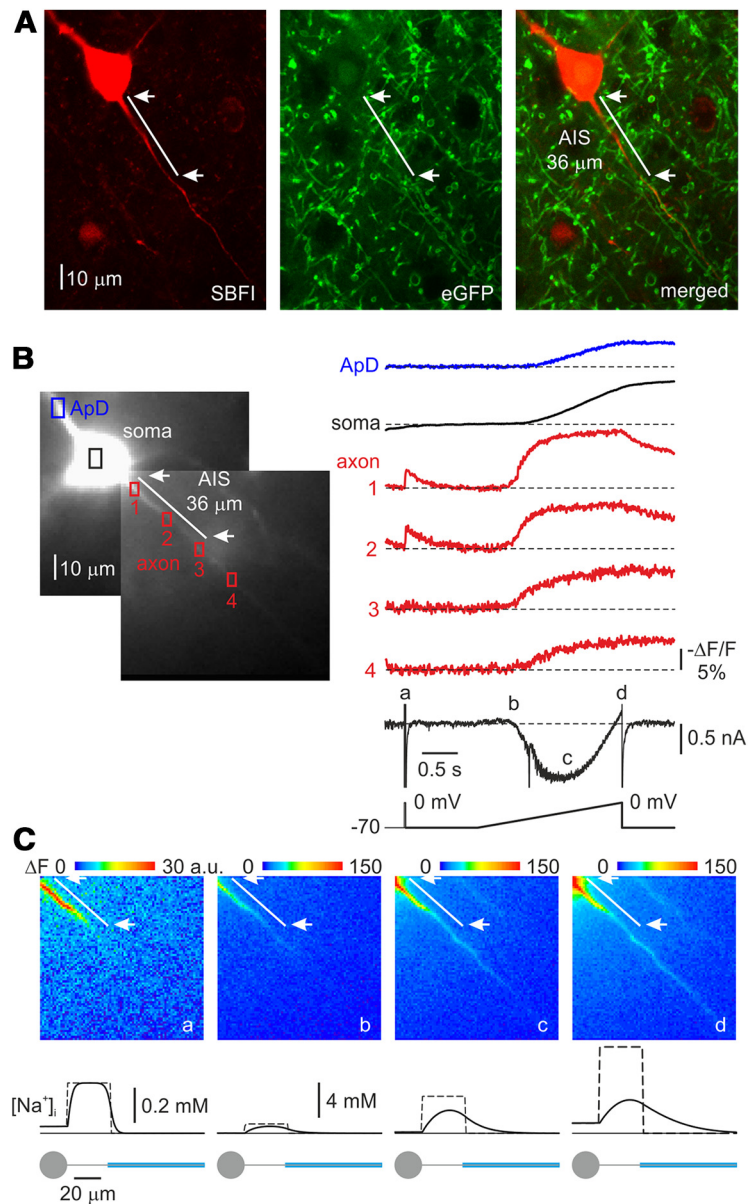 A
AIS
36 μm
10 μm
SBFI
eGFP
merged
B
ApD
soma
AIS
36 μm
1
2
axon
3
4
10 μm
ApD
soma
axon
1
2
3
4
-ΔF/F
5%
a
b
d
c
0.5 s
0.5 nA
0 mV
0 mV
-70
C
ΔF 0 30 a.u.
0 150
0 150
0 150
a
b
c
d
[Na+]i
0.2 mM
4 mM
20 μm